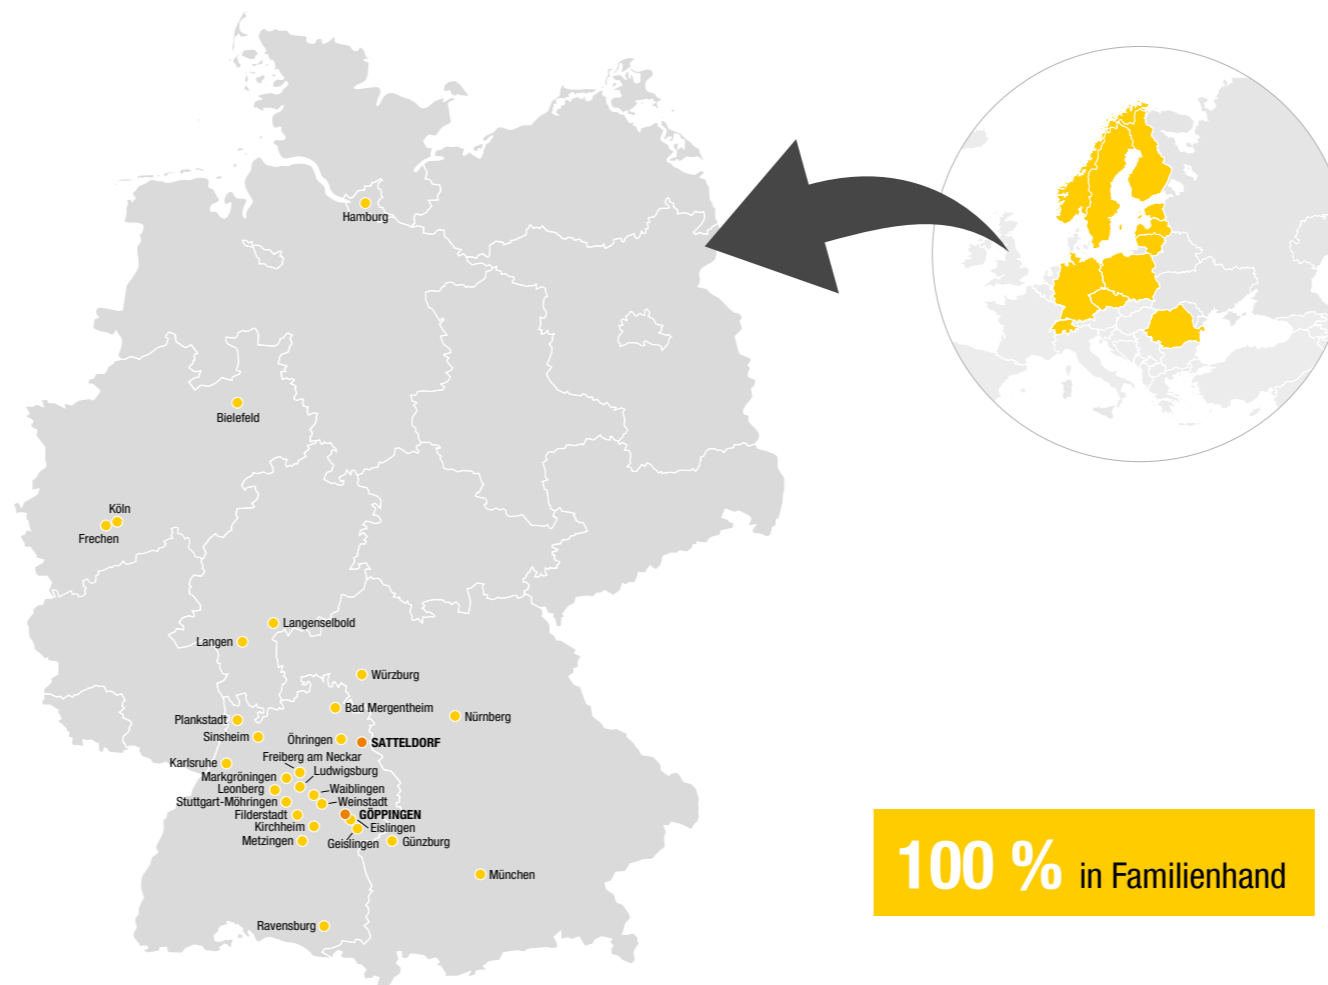 Hamburg
Bielefeld
Köln
Frechen
Langenselbold
Langen
Würzburg
Bad Mergentheim
Nürnberg
Plankstadt
Sinsheim
Öhringen
SATTELDORF
Freiberg am Neckar
Karlsruhe
Ludwigsburg
Markgröningen
Leonberg
Waiblingen
Stuttgart-Möhringen
Weinstadt
Filderstadt
GÖPPINGEN
Kirchheim
Eislingen
Metzingen
Geislingen
Günzburg
München
Ravensburg
100 % in Familienhand